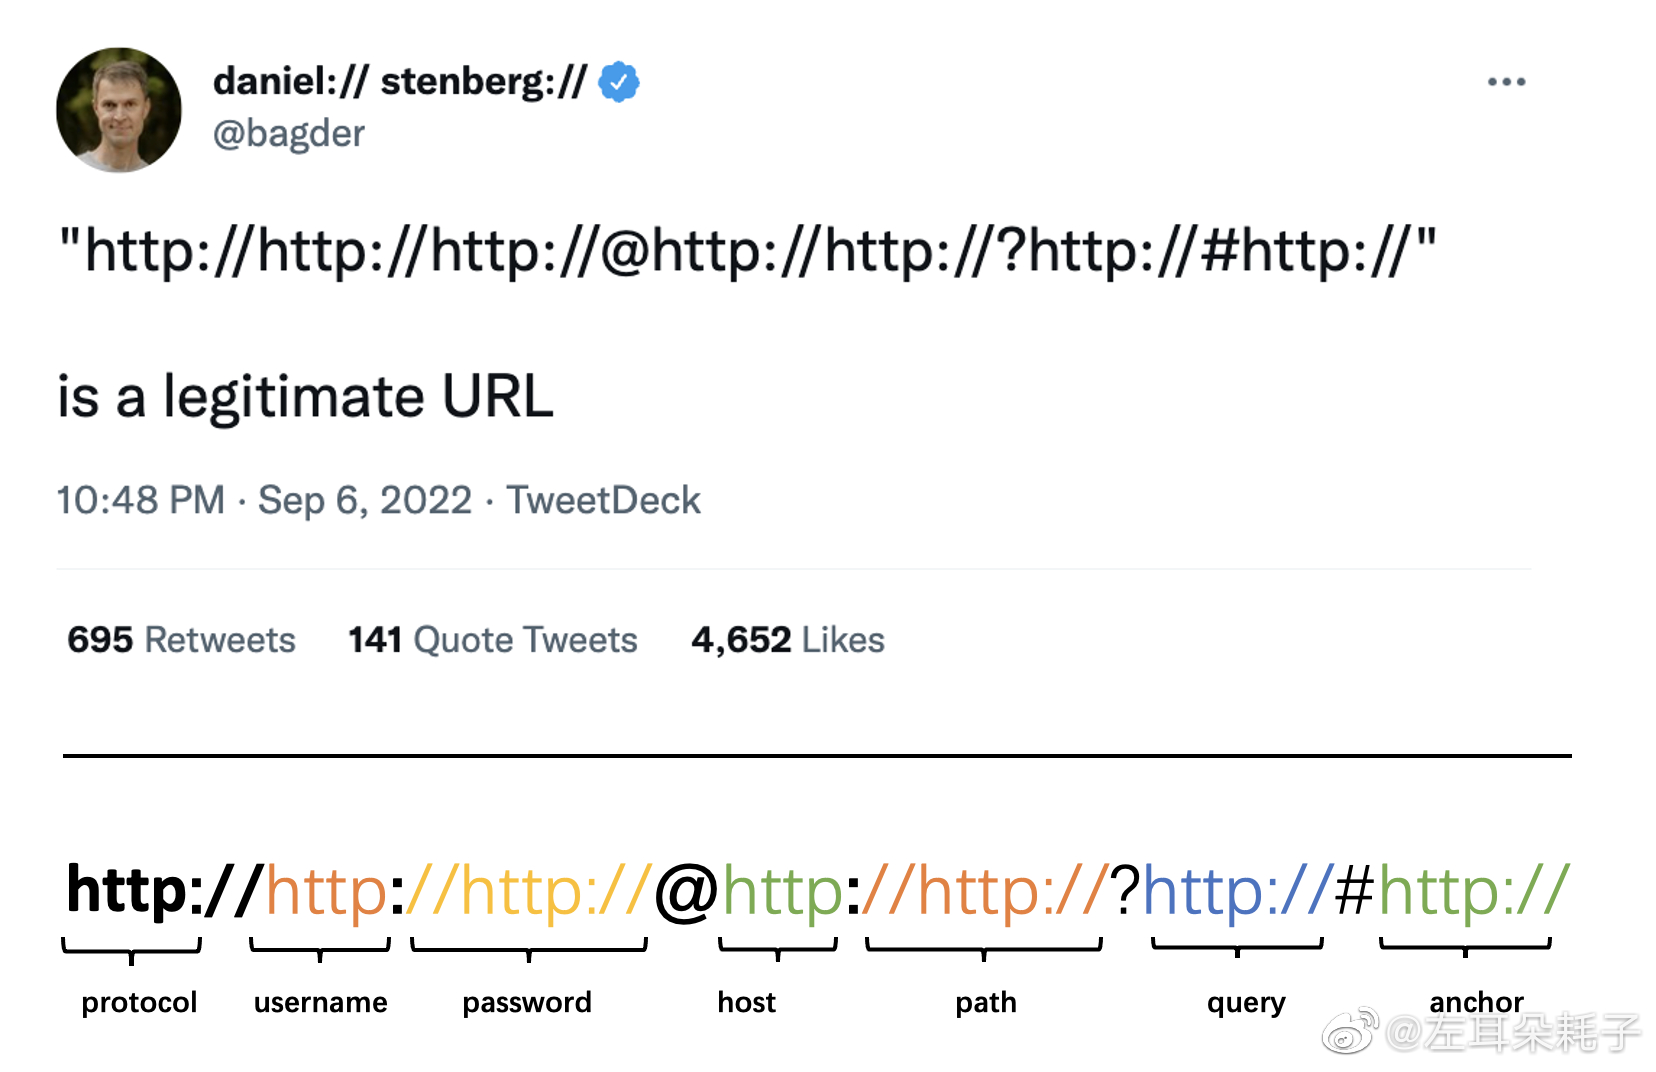 daniel:// stenberg://
@bagder
"http://http://http://@http://http://?http://#http://"
is a legitimate URL
10:48 PM · Sep 6, 2022 · TweetDeck
695 Retweets 141 Quote Tweets 4,652 Likes
http://http://http://@http://http://?http://#http://
protocol username password host path query anchor
@左耳朵耗子